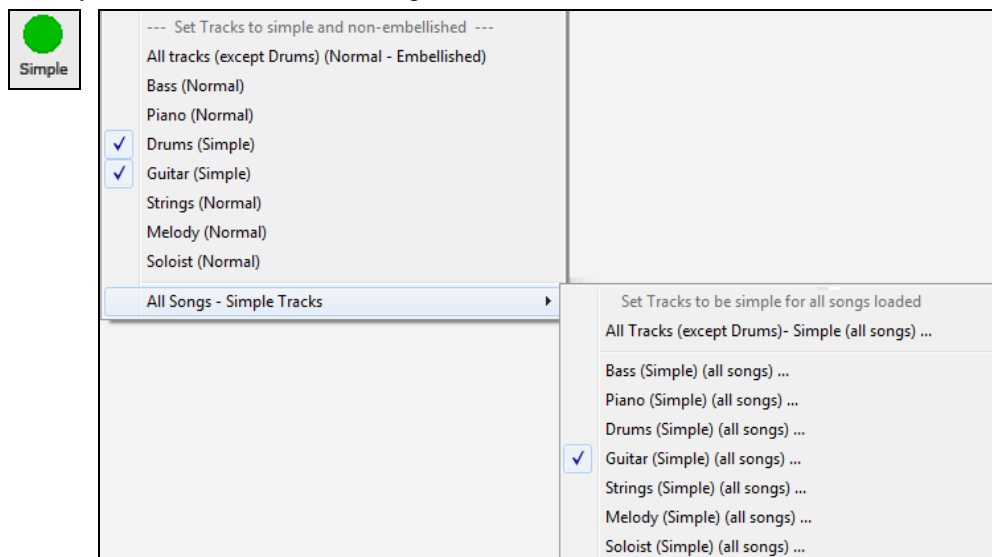 Simple
--- Set Tracks to simple and non-embellished ---
All tracks (except Drums) (Normal - Embellished)
Bass (Normal)
Piano (Normal)
Drums (Simple)
Guitar (Simple)
Strings (Normal)
Melody (Normal)
Soloist (Normal)
All Songs - Simple Tracks
Set Tracks to be simple for all songs loaded
All Tracks (except Drums)- Simple (all songs) ...
Bass (Simple) (all songs) ...
Piano (Simple) (all songs) ...
Drums (Simple) (all songs) ...
Guitar (Simple) (all songs) ...
Strings (Simple) (all songs) ...
Melody (Simple) (all songs) ...
Soloist (Simple) (all songs) ...